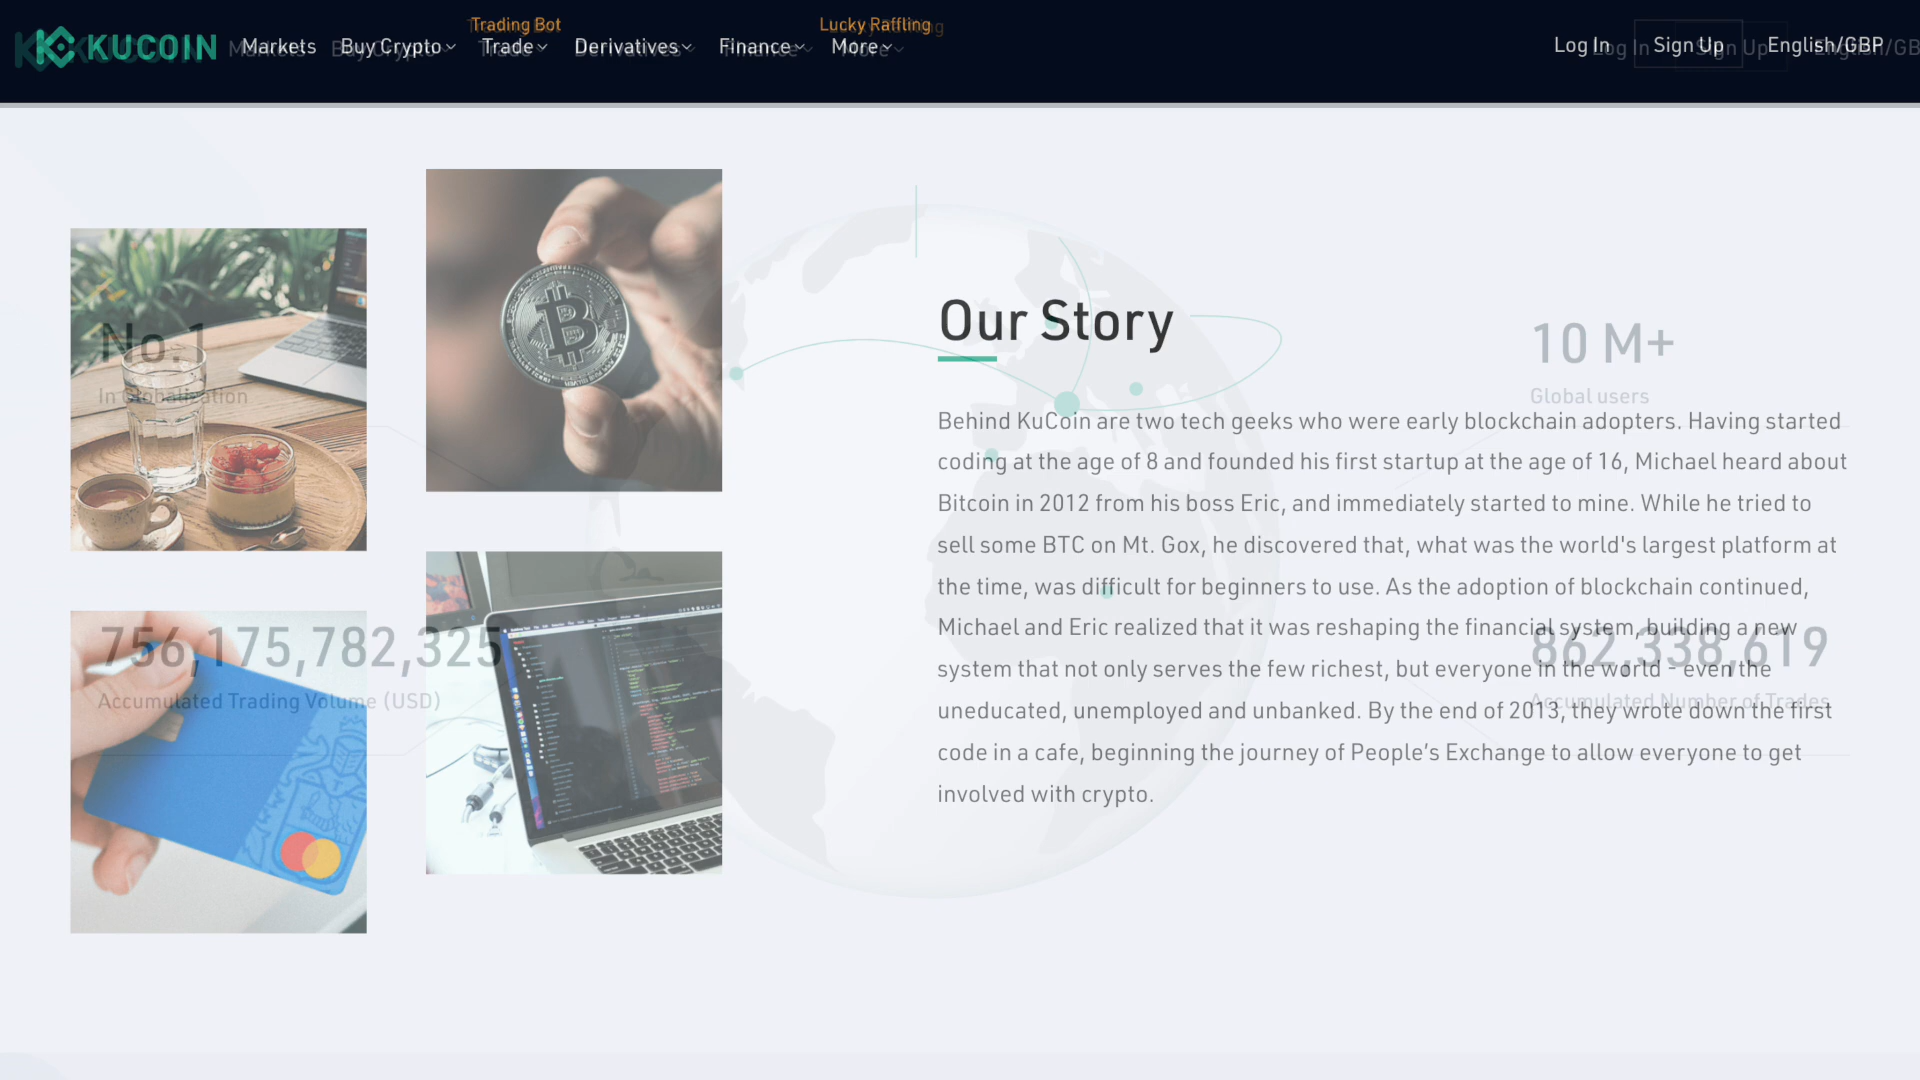 Trading Bot
Lucky Raffling
KUCOIN
Markets
Buy Crypto
Trade
Derivatives
Finance
More
Log In
Sign Up
English/GBP
No.1
In Globalization
10 M+
Global users
Our Story
Behind KuCoin are two tech geeks who were early blockchain adopters. Having started
coding at the age of 8 and founded his first startup at the age of 16, Michael heard about
Bitcoin in 2012 from his boss Eric, and immediately started to mine. While he tried to
sell some BTC on Mt. Gox, he discovered that, what was the world's largest platform at
the time, was difficult for beginners to use. As the adoption of blockchain continued,
Michael and Eric realized that it was reshaping the financial system, building a new
system that not only serves the few richest, but everyone in the world - even the
uneducated, unemployed and unbanked. By the end of 2013, they wrote down the first
code in a cafe, beginning the journey of People’s Exchange to allow everyone to get
involved with crypto.
756,175,782,325
Accumulated Trading Volume (USD)
862,338,619
Accumulated Number of Trades